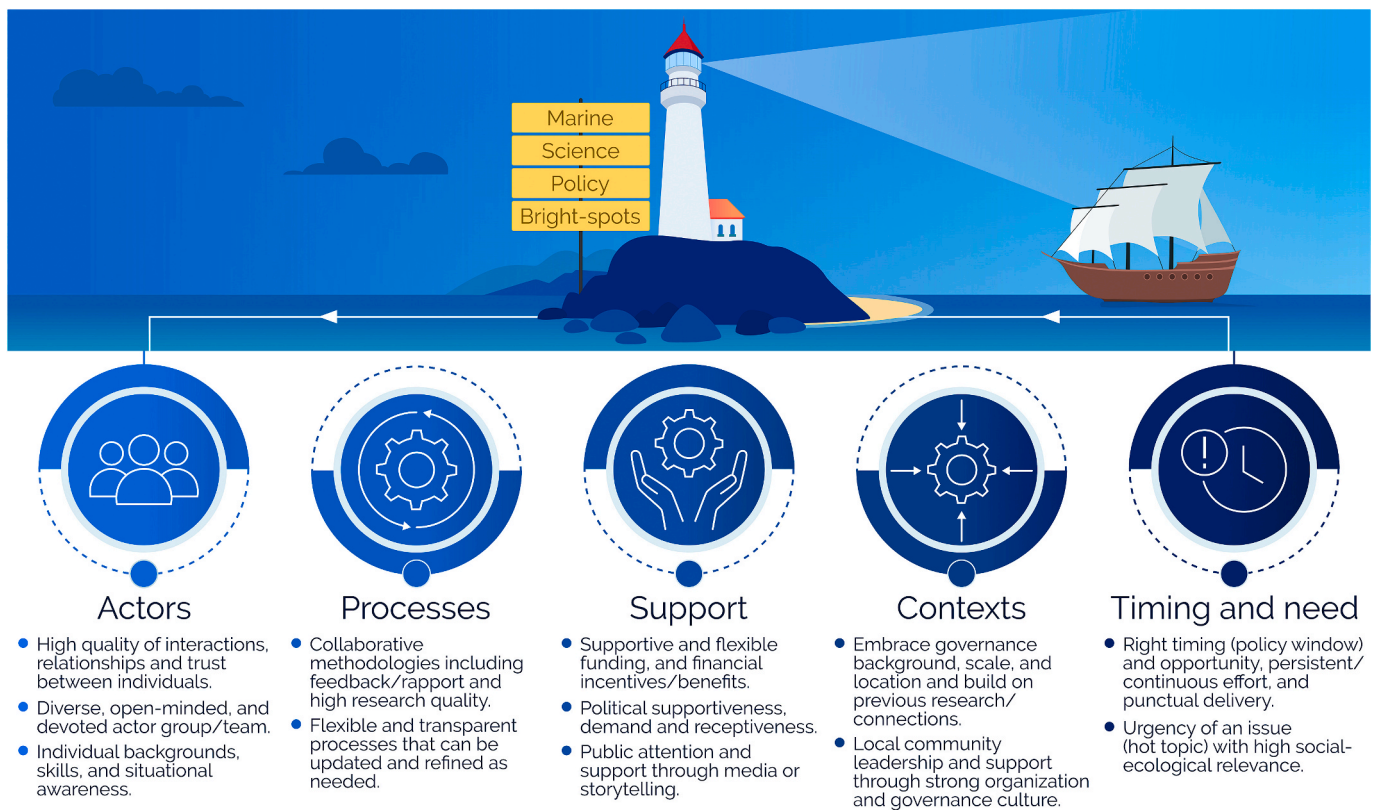 Marine
Science
Policy
Bright-spots
Actors
High quality of interactions,
relationships and trust
between individuals.
Diverse, open-minded, and
devoted actor group/team.
Individual backgrounds,
skills, and situational
awareness.
Processes
Collaborative
methodologies including
feedback/rapport and
high research quality.
Flexible and transparent
processes that can be
updated and refined as
needed.
Support
Supportive and flexible
funding, and financial
incentives/benefits.
Political supportiveness,
demand and receptiveness.
Public attention and
support through media or
storytelling.
Contexts
Embrace governance
background, scale, and
location and build on
previous research/
connections.
Local community
leadership and support
through strong organization
and governance culture.
Timing and need
Right timing (policy window)
and opportunity, persistent/
continuous effort, and
punctual delivery.
Urgency of an issue
(hot topic) with high social-
ecological relevance.